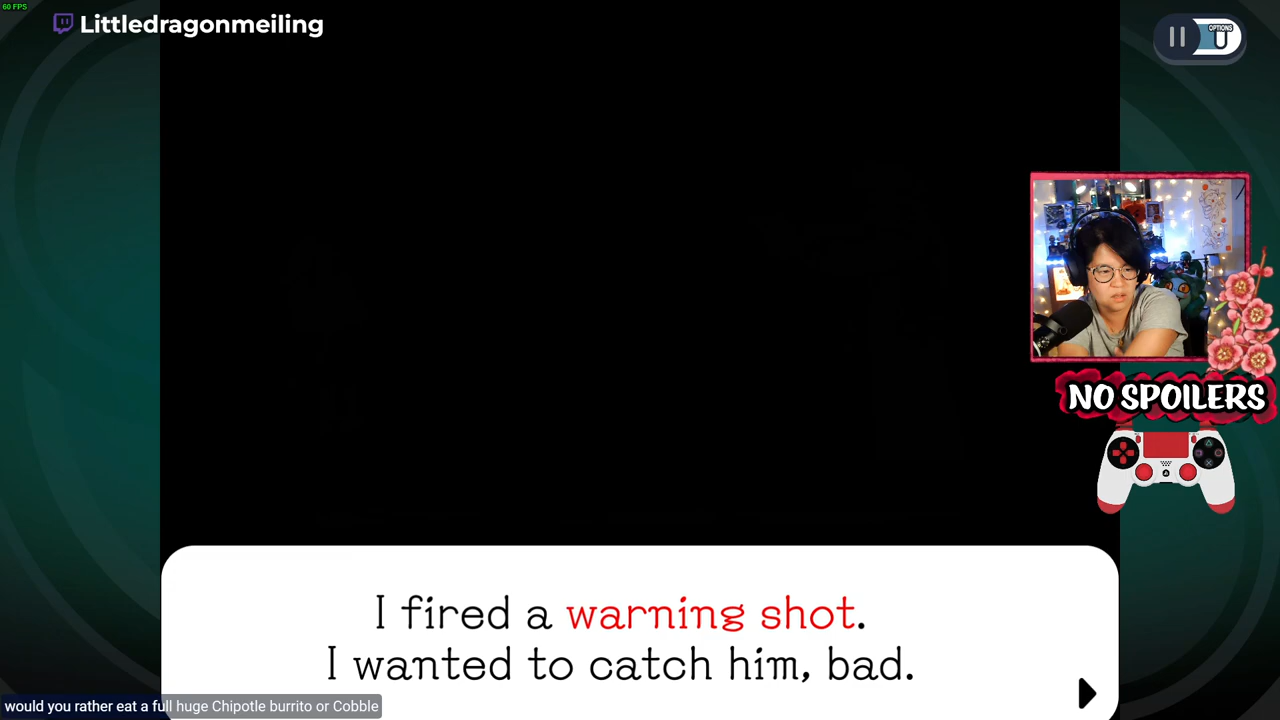 60 FPS
Littledragonmeiling
OPTIONS
NO SPOILERS
I fired a warning shot.
I wanted to catch him, bad.
would you rather eat a full huge Chipotle burrito or Cobble